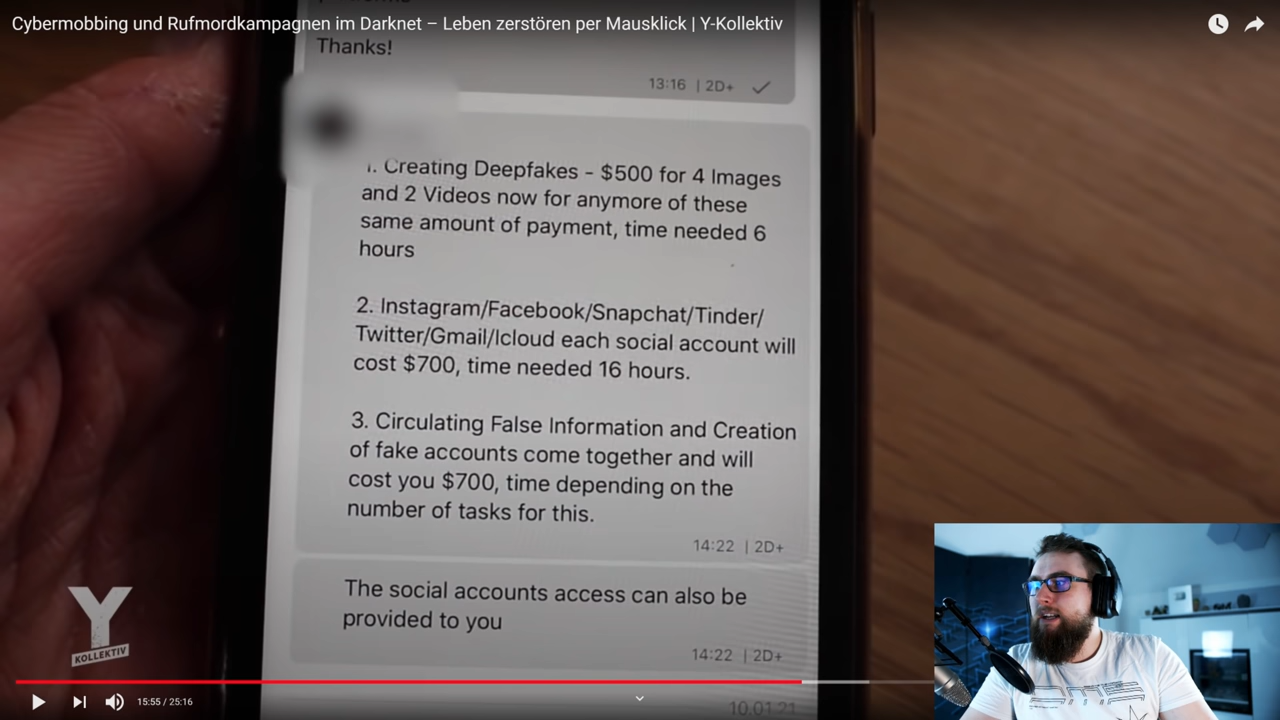 Cybermobbing und Rufmordkampagnen im Darknet – Leben zerstören per Mausklick | Y-Kollektiv
Thanks!
13:16 | 2D+
1. Creating Deepfakes - $500 for 4 Images
and 2 Videos now for anymore of these
same amount of payment, time needed 6
hours
2. Instagram/Facebook/Snapchat/Tinder/
Twitter/Gmail/Icloud each social account will
cost $700, time needed 16 hours.
3. Circulating False Information and Creation
of fake accounts come together and will
cost you $700, time depending on the
number of tasks for this.
14:22 | 2D+
The social accounts access can also be
provided to you
14:22 | 2D+
10.01.21
Y
KOLLEKTIV
15:55 / 25:16